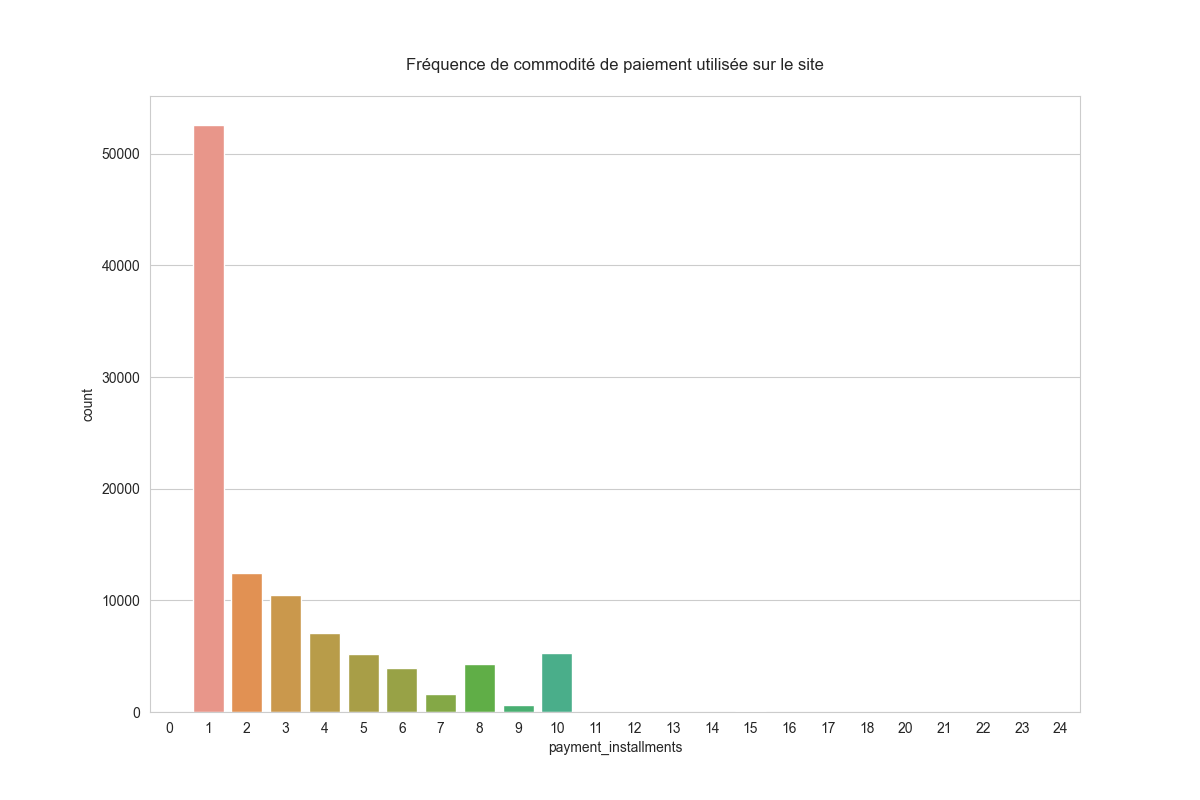 Fréquence de commodité de paiement utilisée sur le site
50000
40000
30000
20000
10000
0
count
0 1 2 3 4 5 6 7 8 9 10 11 12 13 14 15 16 17 18 20 21 22 23 24
payment_installments